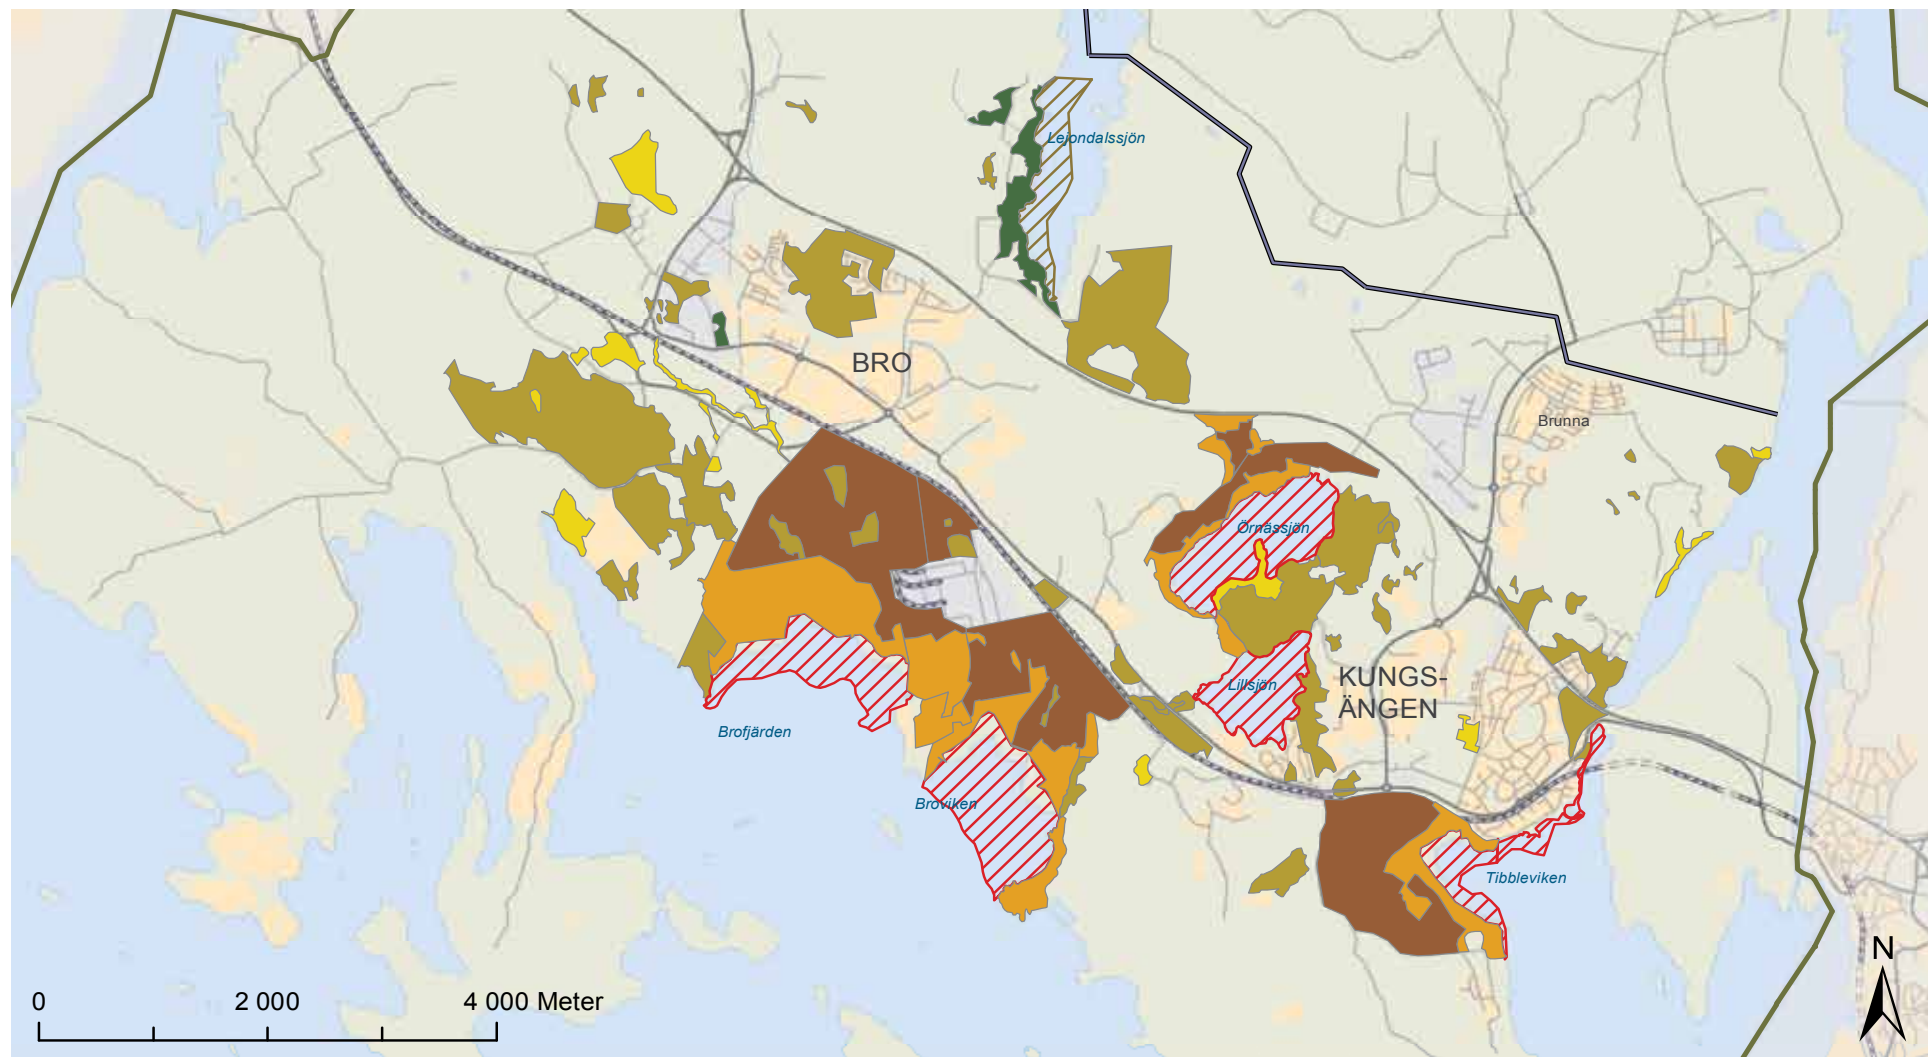 Lejondalssjön
BRO
Brunna
Örnässjön
KUNGS-
ÄNGEN
Lillsjön
Brofjärden
Broviken
Tibbleviken
N
0 2 000 4 000 Meter